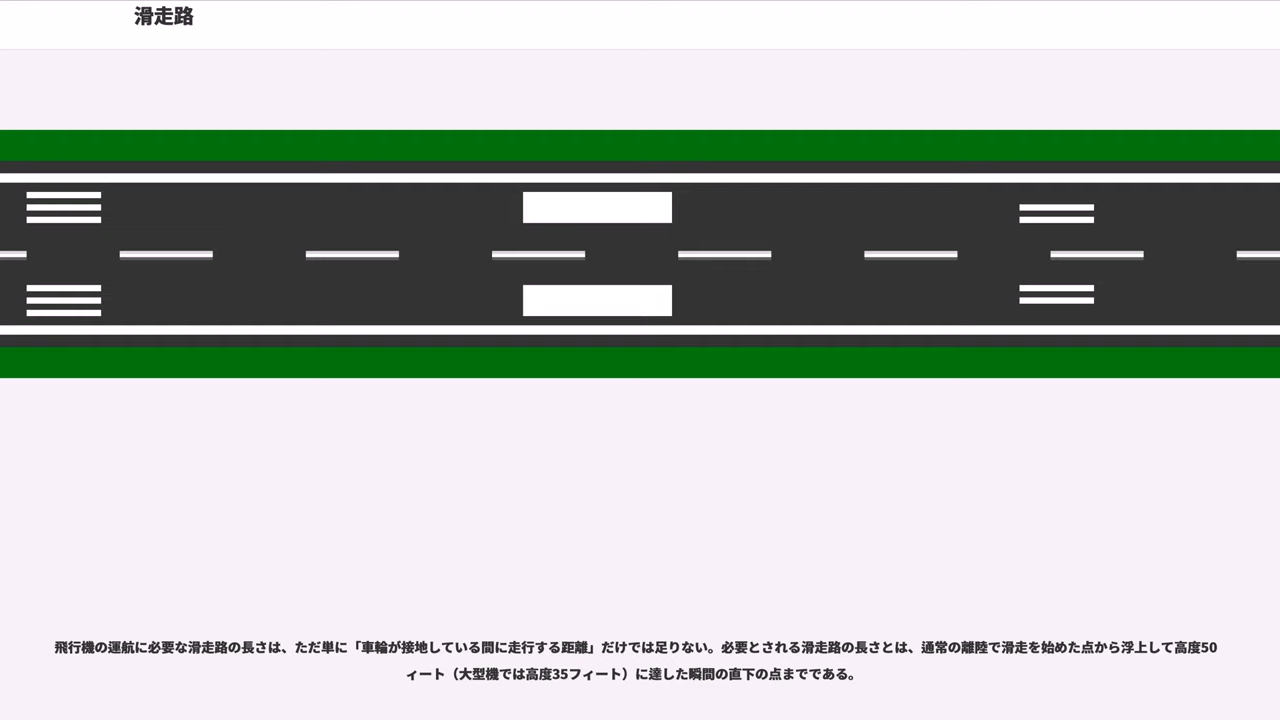 滑走路
飛行機の運航に必要な滑走路の長さは、ただ単に「車輪が接地している間に走行する距離」だけでは足りない。必要とされる滑走路の長さとは、通常の離陸で滑走を始めた点から浮上して高度50
ィート（大型機では高度35フィート）に達した瞬間の直下の点までである。